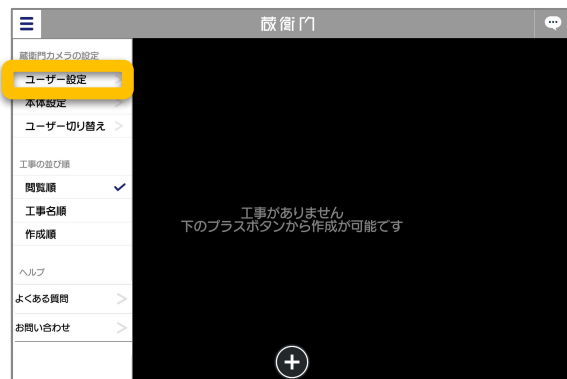 蔵衛門
蔵衛門カメラの設定
ユーザー設定
本体設定
ユーザー切り替え
工事の並び順
閲覧順
工事名順
作成順
ヘルプ
よくある質問
お問い合わせ
工事がありません
下のプラスボタンから作成が可能です